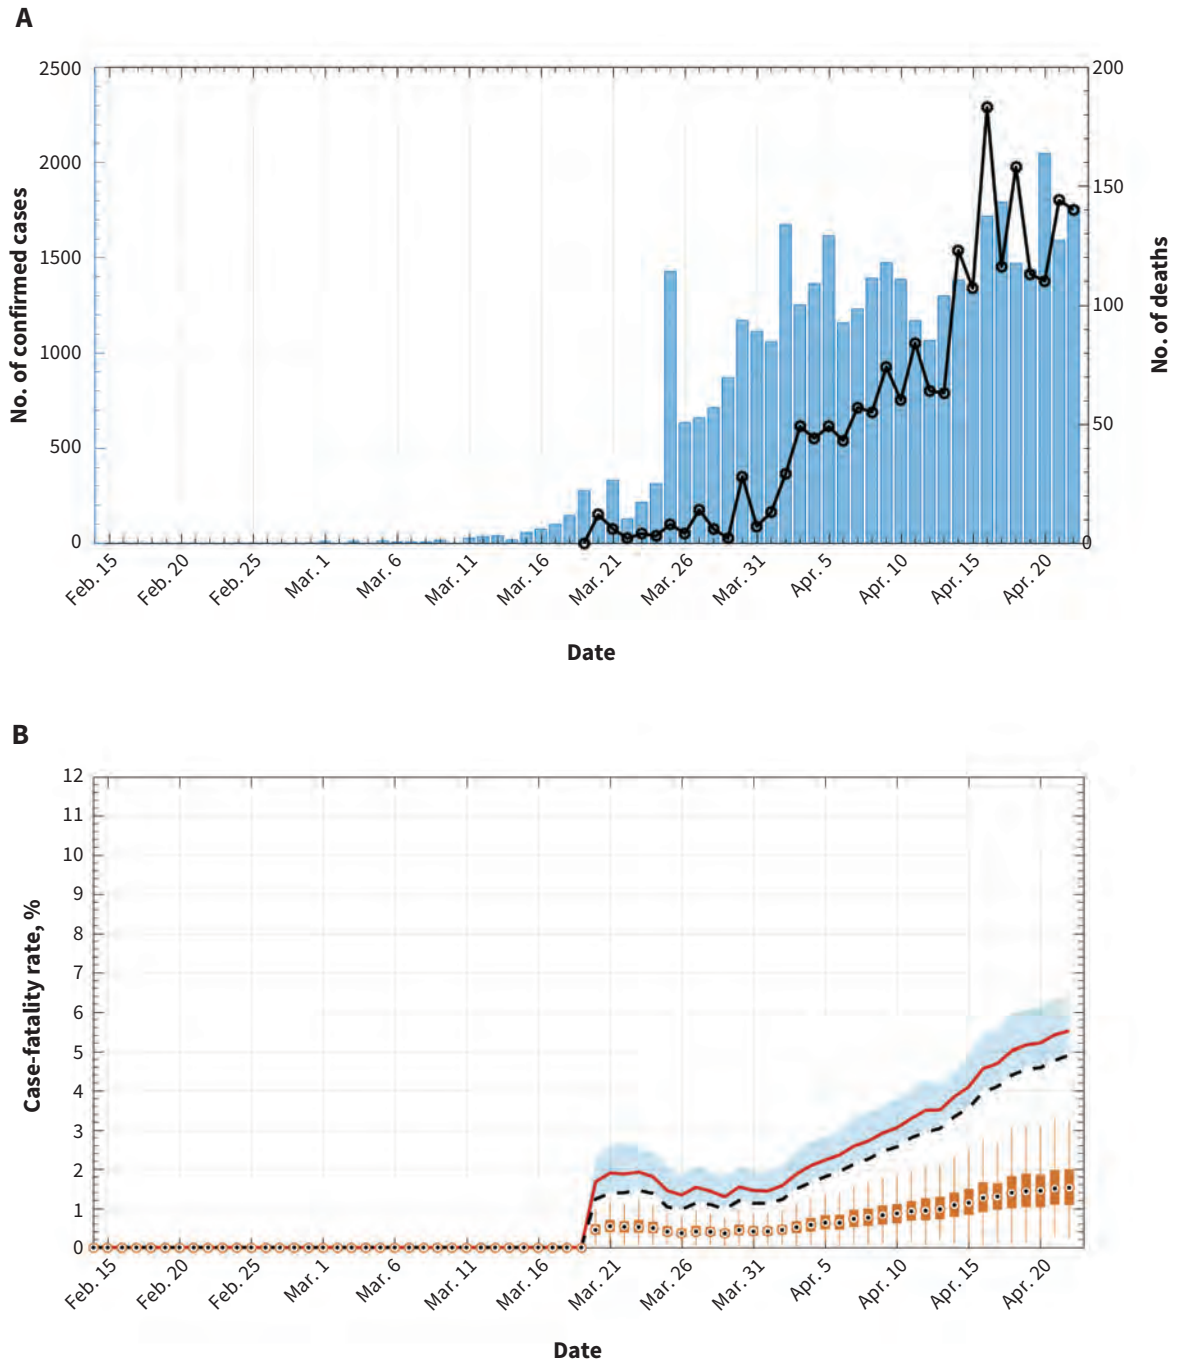 A
2500
2000
1500
1000
500
0
No. of confirmed cases
200
150
100
50
0
No. of deaths
Feb. 15
Feb. 20
Feb. 25
Mar. 1
Mar. 6
Mar. 11
Mar. 16
Mar. 21
Mar. 26
Mar. 31
Apr. 5
Apr. 10
Apr. 15
Apr. 20
Date
B
12
11
10
9
8
7
6
5
4
3
2
1
0
Case-fatality rate, %
Feb. 15
Feb. 20
Feb. 25
Mar. 1
Mar. 6
Mar. 11
Mar. 16
Mar. 21
Mar. 26
Mar. 31
Apr. 5
Apr. 10
Apr. 15
Apr. 20
Date